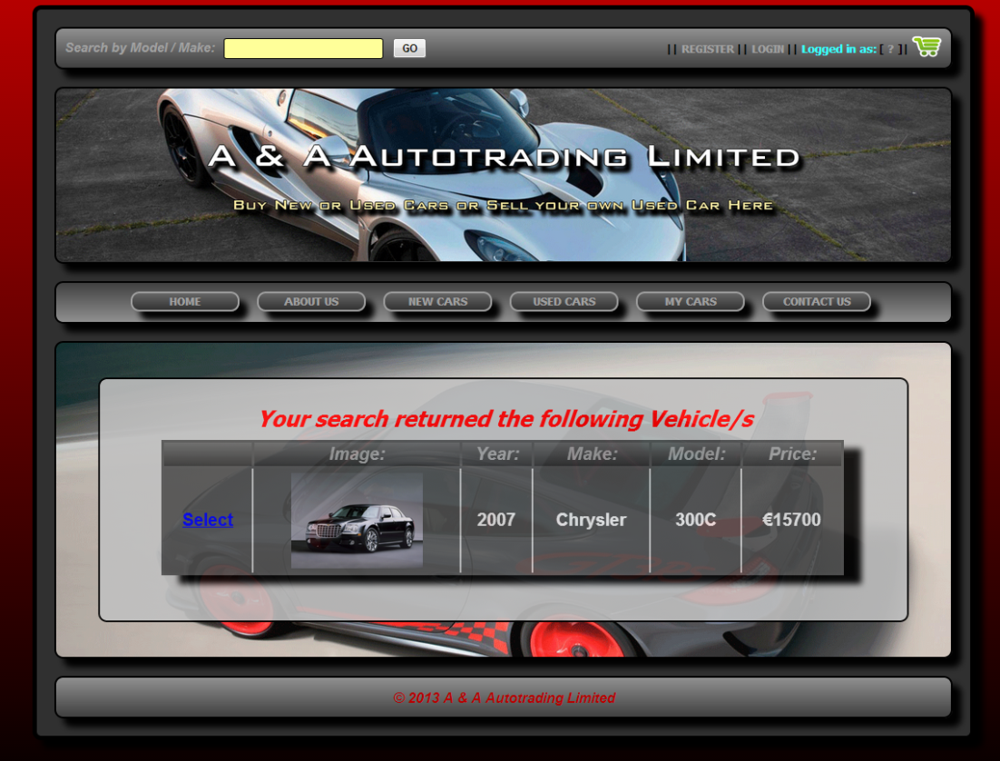 Search by Model / Make: GO || REGISTER || LOGIN || Logged in as: [ ? ]|
A & A Autotrading Limited
Buy New or Used Cars or Sell your own Used Car Here
HOME ABOUT US NEW CARS USED CARS MY CARS CONTACT US
Your search returned the following Vehicle/s
Image: Year: Make: Model: Price:
Select 2007 Chrysler 300C €15700
© 2013 A & A Autotrading Limited